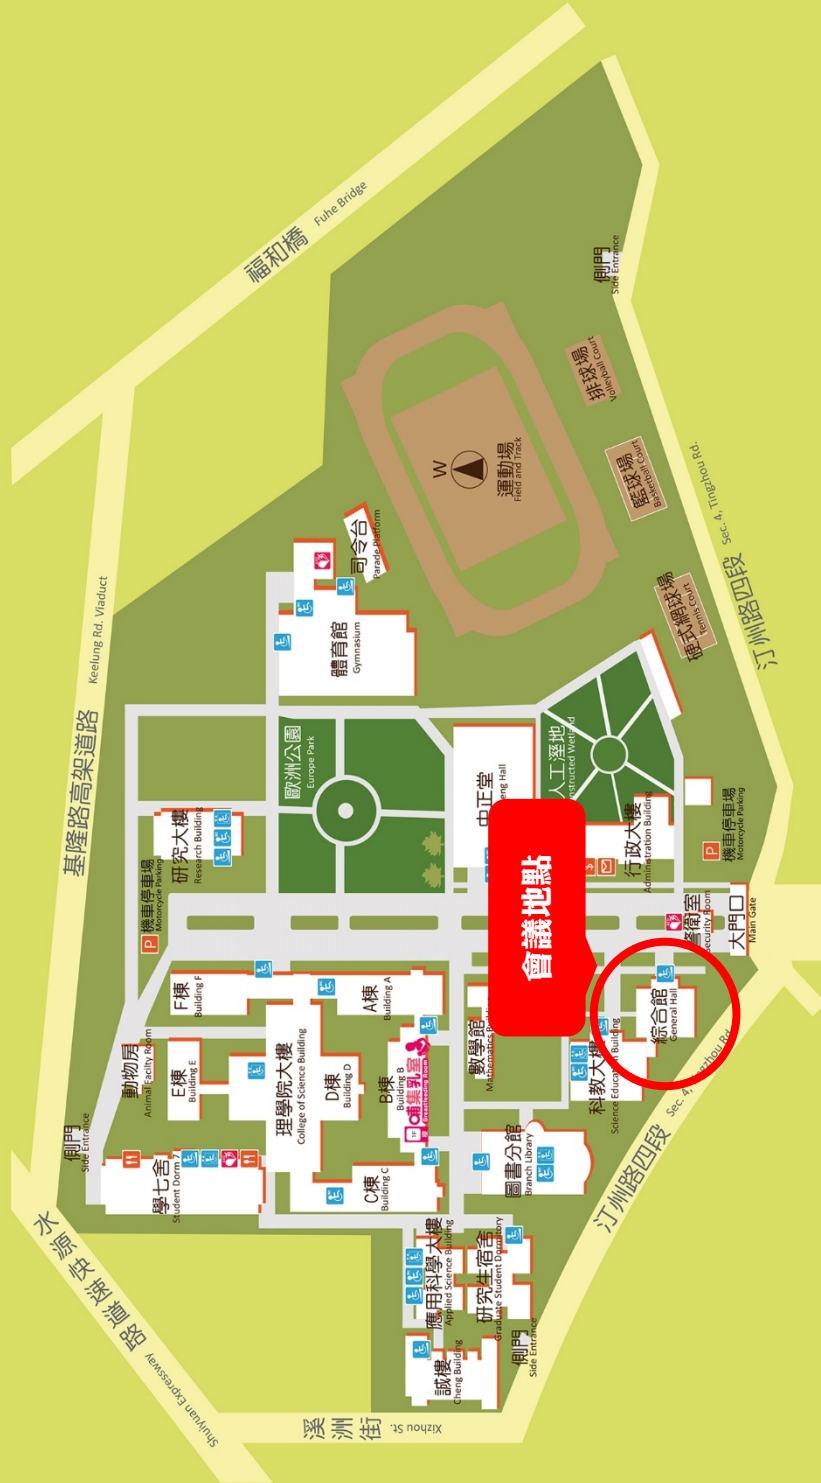 福和橋 Fuhe Bridge
基隆路高架道路 Keelung Rd. Viaduct
水源快速道路 Shuiyuan Expressway
溪洲街 Xizhou St.
汀州路四段 Sec. 4, Tingzhou Rd.
汀州路四段 Sec. 4,
側門
Side Entrance
動物房
Animal Facility Room
學七舍
Student Dorm 7
F棟
Building F
E棟
Building E
理學院大樓
College of Science Building
D棟
Building D
A棟
Building A
B棟
Building B
哺集乳室
Breastfeeding Room
1F
C棟
Building C
P 機車停車場
Motorcycle Parking
研究大樓
Research Building
歐洲公園
Europe Park
體育館
Gymnasium
司令台
Parade Platform
W
運動場
Field and Track
側門
Side Entrance
排球場
Volleyball Court
籃球場
Basketball Court
硬式網球場
Tennis Court
中正堂
Hall
人工溼地
Wetland
行政大樓
Administration Building
P 機車停車場
Motorcycle Parking
警衛室
Security Room
大門口
Main Gate
會議地點
綜合館
General Hall
科教大樓
Science Education Building
數學館
圖書分館
Branch Library
應用科學大樓
Applied Science Building
研究生宿舍
Graduate Student Dormitory
誠樓
Cheng Building
側門
Side Entrance